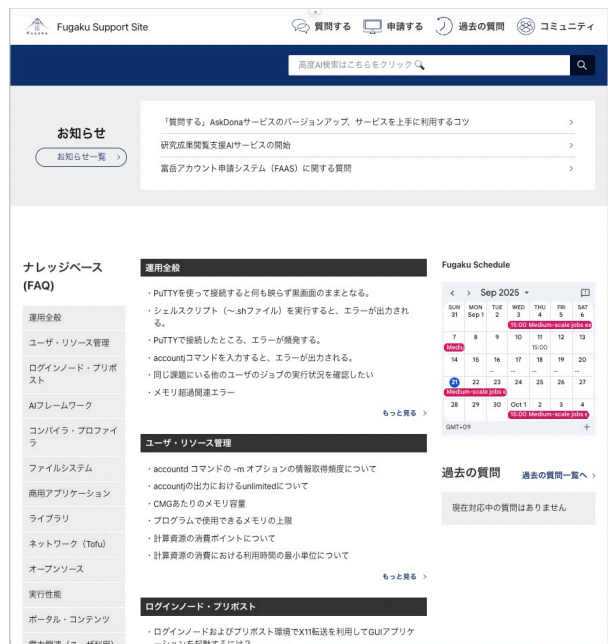 Fugaku
Fugaku Support Site
質問する
申請する
過去の質問
コミュニティ
高度AI検索はこちらをクリック
お知らせ
お知らせ一覧
「質問する」AskDonaサービスのバージョンアップ、サービスを上手に利用するコツ
研究成果閲覧支援AIサービスの開始
富岳アカウント申請システム（FAAS）に関する質問
ナレッジベース
(FAQ)
運用全般
ユーザ・リソース管理
ログインノード・プリポ
スト
AIフレームワーク
コンパイラ・プロファイ
ラ
ファイルシステム
商用アプリケーション
ライブラリ
ネットワーク（Tofu）
オープンソース
実行性能
ポータル・コンテンツ
電力関連（ユーザ利用）
運用全般
・PuTTYを使って接続すると何も映らず黒画面のままとなる。
・シェルスクリプト（～.shファイル）を実行すると、エラーが出力され
る。
・PuTTYで接続したところ、エラーが頻発する。
・accountjコマンドを入力すると、エラーが出力される。
・同じ課題にいる他のユーザのジョブの実行状況を確認したい
・メモリ超過関連エラー
もっと見る
ユーザ・リソース管理
・accountd コマンドの -m オプションの情報取得頻度について
・accountjの出力におけるunlimitedについて
・CMGあたりのメモリ容量
・プログラムで使用できるメモリの上限
・計算資源の消費ポイントについて
・計算資源の消費における利用時間の最小単位について
もっと見る
ログインノード・プリポスト
・ログインノードおよびプリポスト環境でX11転送を利用してGUIアプリケ
ーションを起動するには？
Fugaku Schedule
Sep 2025
SUN MON TUE WED THU FRI SAT
31 Sep 1 2 3 4 5 6
15:00 Medium-scale jobs ex
7 8 9 10 11 12 13
Mediu
15:00
14 15 16 17 18 19 20
21 22 23 24 25 26 27
Medium-scale jobs e
28 29 30 Oct 1 2 3 4
15:00 Medium-scale jobs e
GMT+09
過去の質問
過去の質問一覧へ
現在対応中の質問はありません